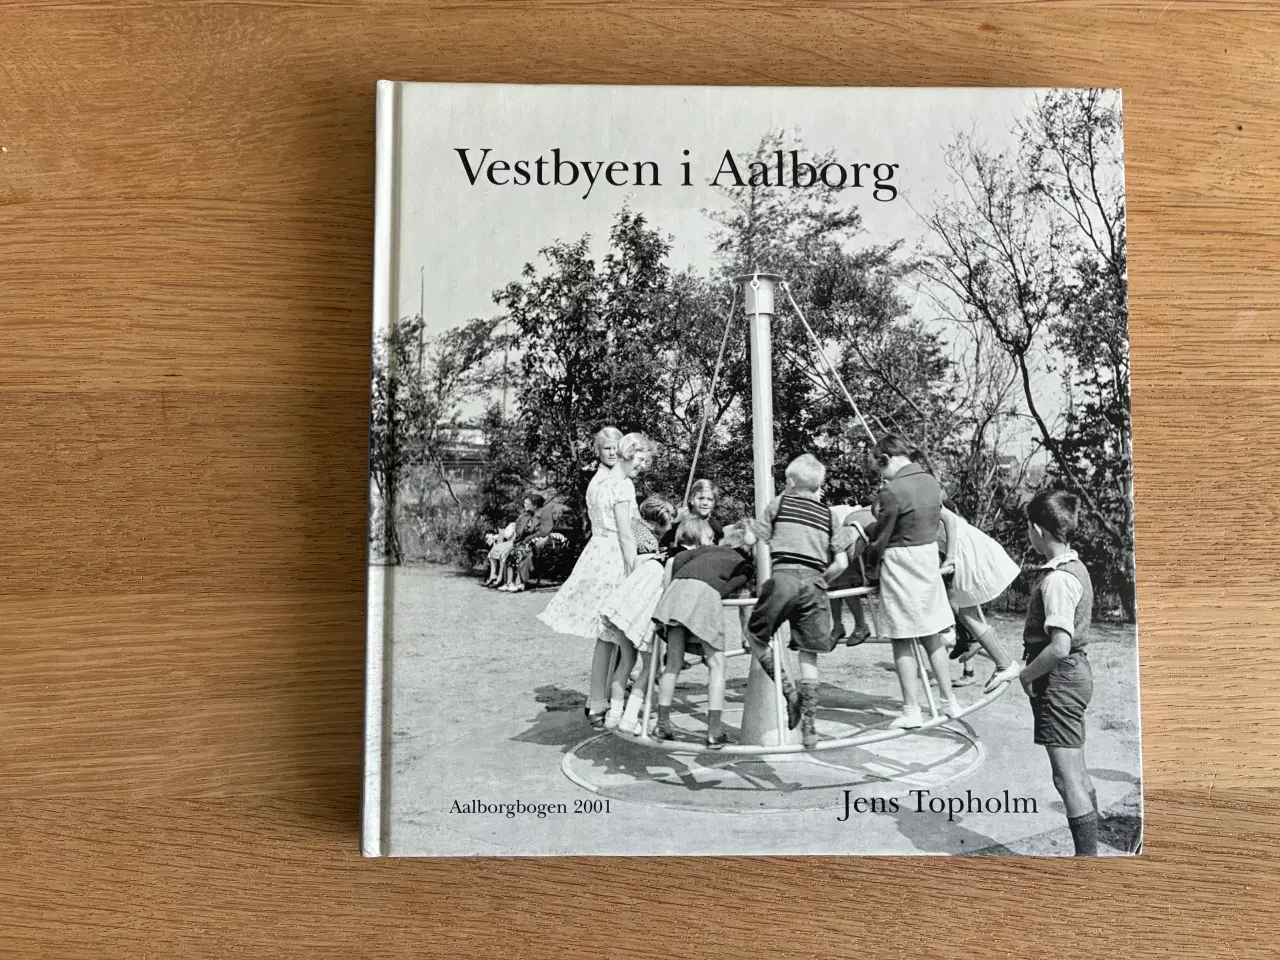 Vestbyen i Aalborg
Aalborgbogen 2001
Jens Topholm